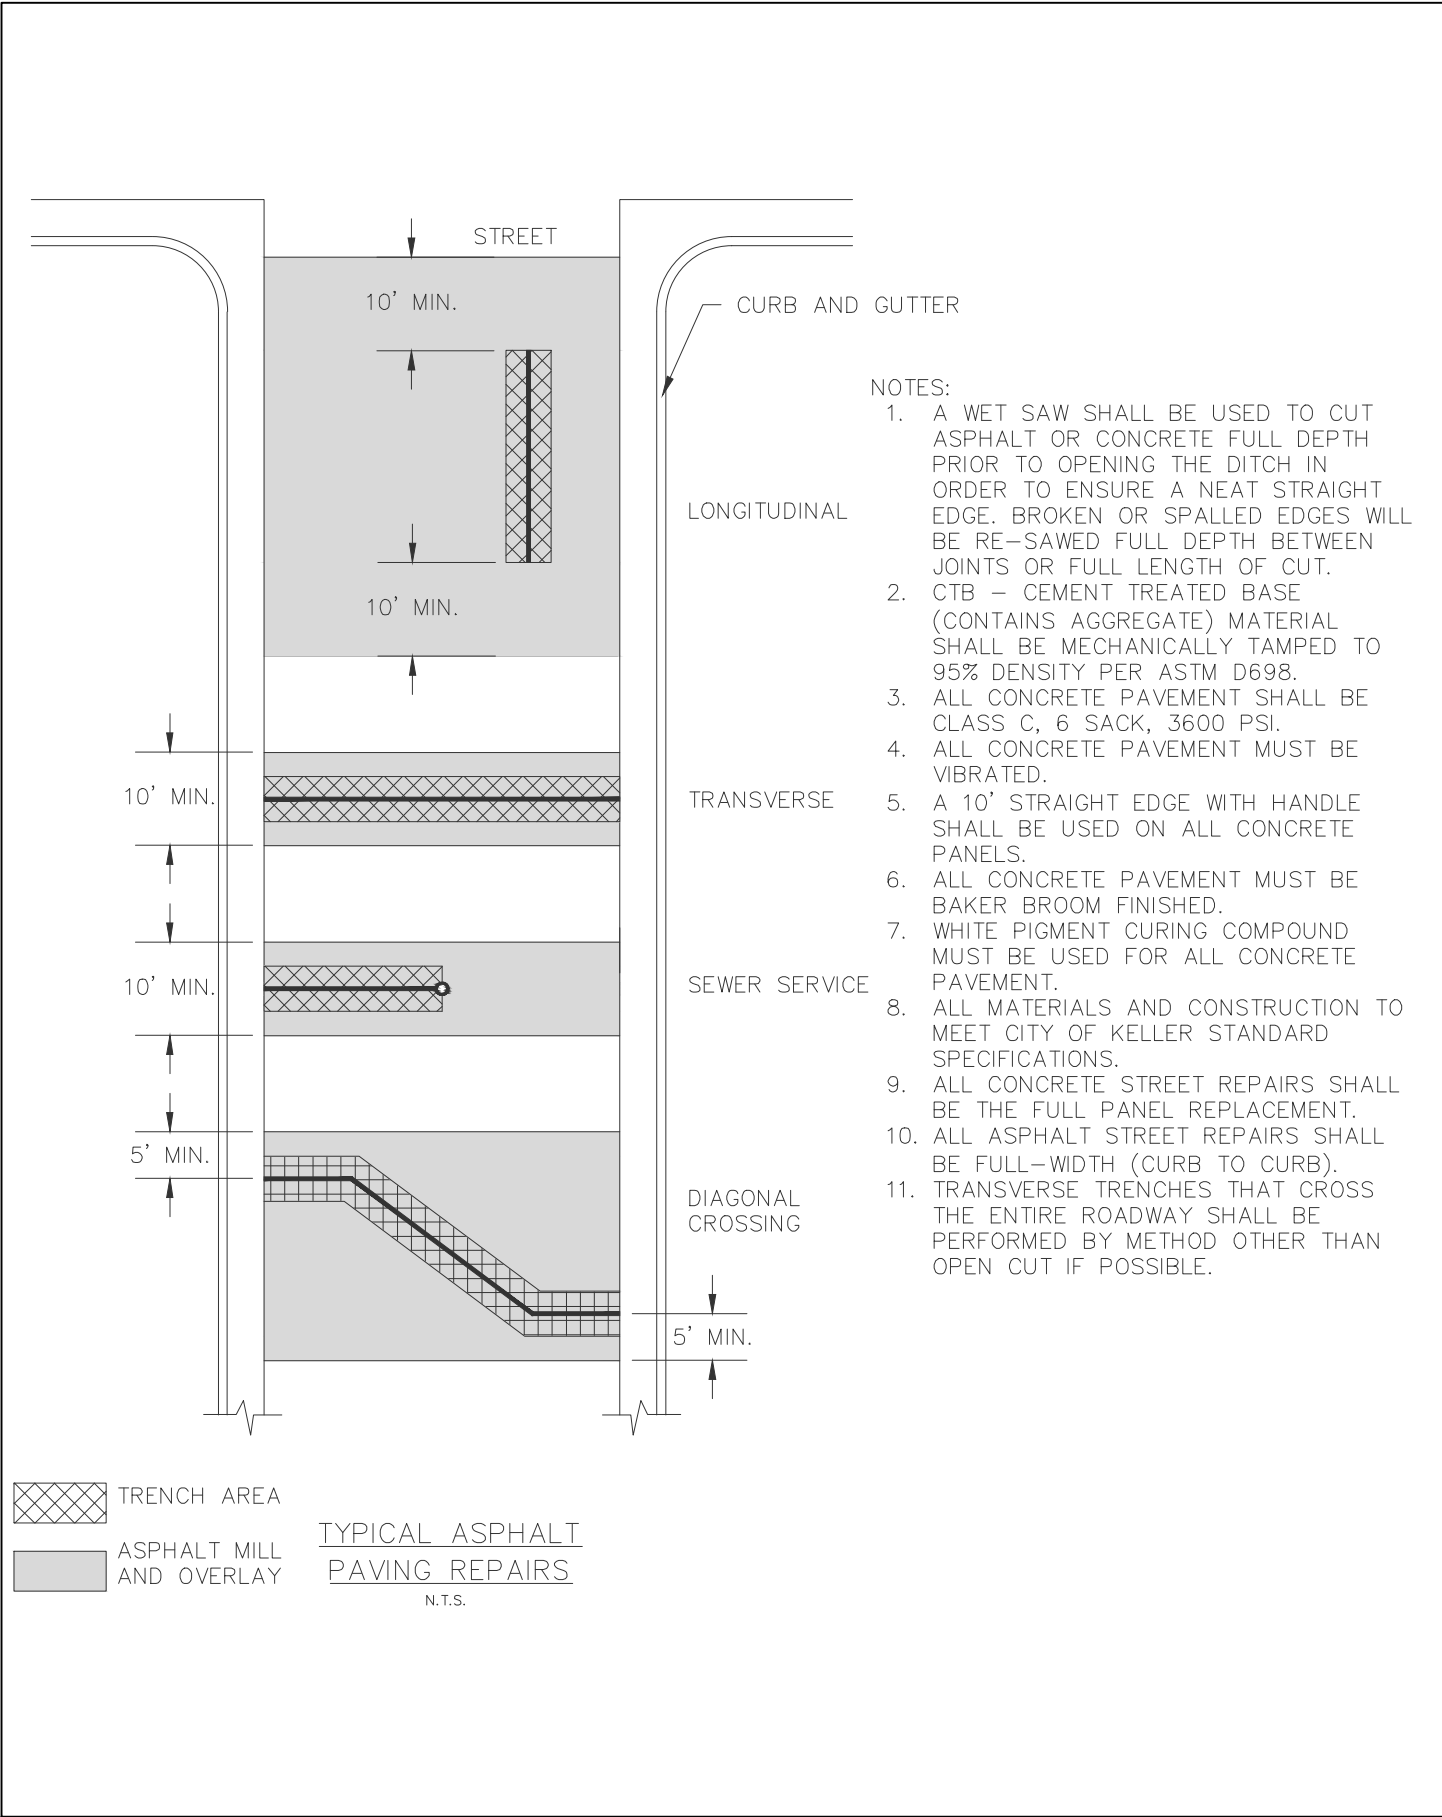 STREET
10' MIN.
CURB AND GUTTER
LONGITUDINAL
10' MIN.
10' MIN.
TRANSVERSE
10' MIN.
SEWER SERVICE
5' MIN.
DIAGONAL
CROSSING
5' MIN.
NOTES:
1. A WET SAW SHALL BE USED TO CUT
ASPHALT OR CONCRETE FULL DEPTH
PRIOR TO OPENING THE DITCH IN
ORDER TO ENSURE A NEAT STRAIGHT
EDGE. BROKEN OR SPALLED EDGES WILL
BE RE-SAWED FULL DEPTH BETWEEN
JOINTS OR FULL LENGTH OF CUT.
2. CTB - CEMENT TREATED BASE
(CONTAINS AGGREGATE) MATERIAL
SHALL BE MECHANICALLY TAMPED TO
95% DENSITY PER ASTM D698.
3. ALL CONCRETE PAVEMENT SHALL BE
CLASS C, 6 SACK, 3600 PSI.
4. ALL CONCRETE PAVEMENT MUST BE
VIBRATED.
5. A 10' STRAIGHT EDGE WITH HANDLE
SHALL BE USED ON ALL CONCRETE
PANELS.
6. ALL CONCRETE PAVEMENT MUST BE
BAKER BROOM FINISHED.
7. WHITE PIGMENT CURING COMPOUND
MUST BE USED FOR ALL CONCRETE
PAVEMENT.
8. ALL MATERIALS AND CONSTRUCTION TO
MEET CITY OF KELLER STANDARD
SPECIFICATIONS.
9. ALL CONCRETE STREET REPAIRS SHALL
BE THE FULL PANEL REPLACEMENT.
10. ALL ASPHALT STREET REPAIRS SHALL
BE FULL-WIDTH (CURB TO CURB).
11. TRANSVERSE TRENCHES THAT CROSS
THE ENTIRE ROADWAY SHALL BE
PERFORMED BY METHOD OTHER THAN
OPEN CUT IF POSSIBLE.
TRENCH AREA
ASPHALT MILL
AND OVERLAY
TYPICAL ASPHALT
PAVING REPAIRS
N.T.S.